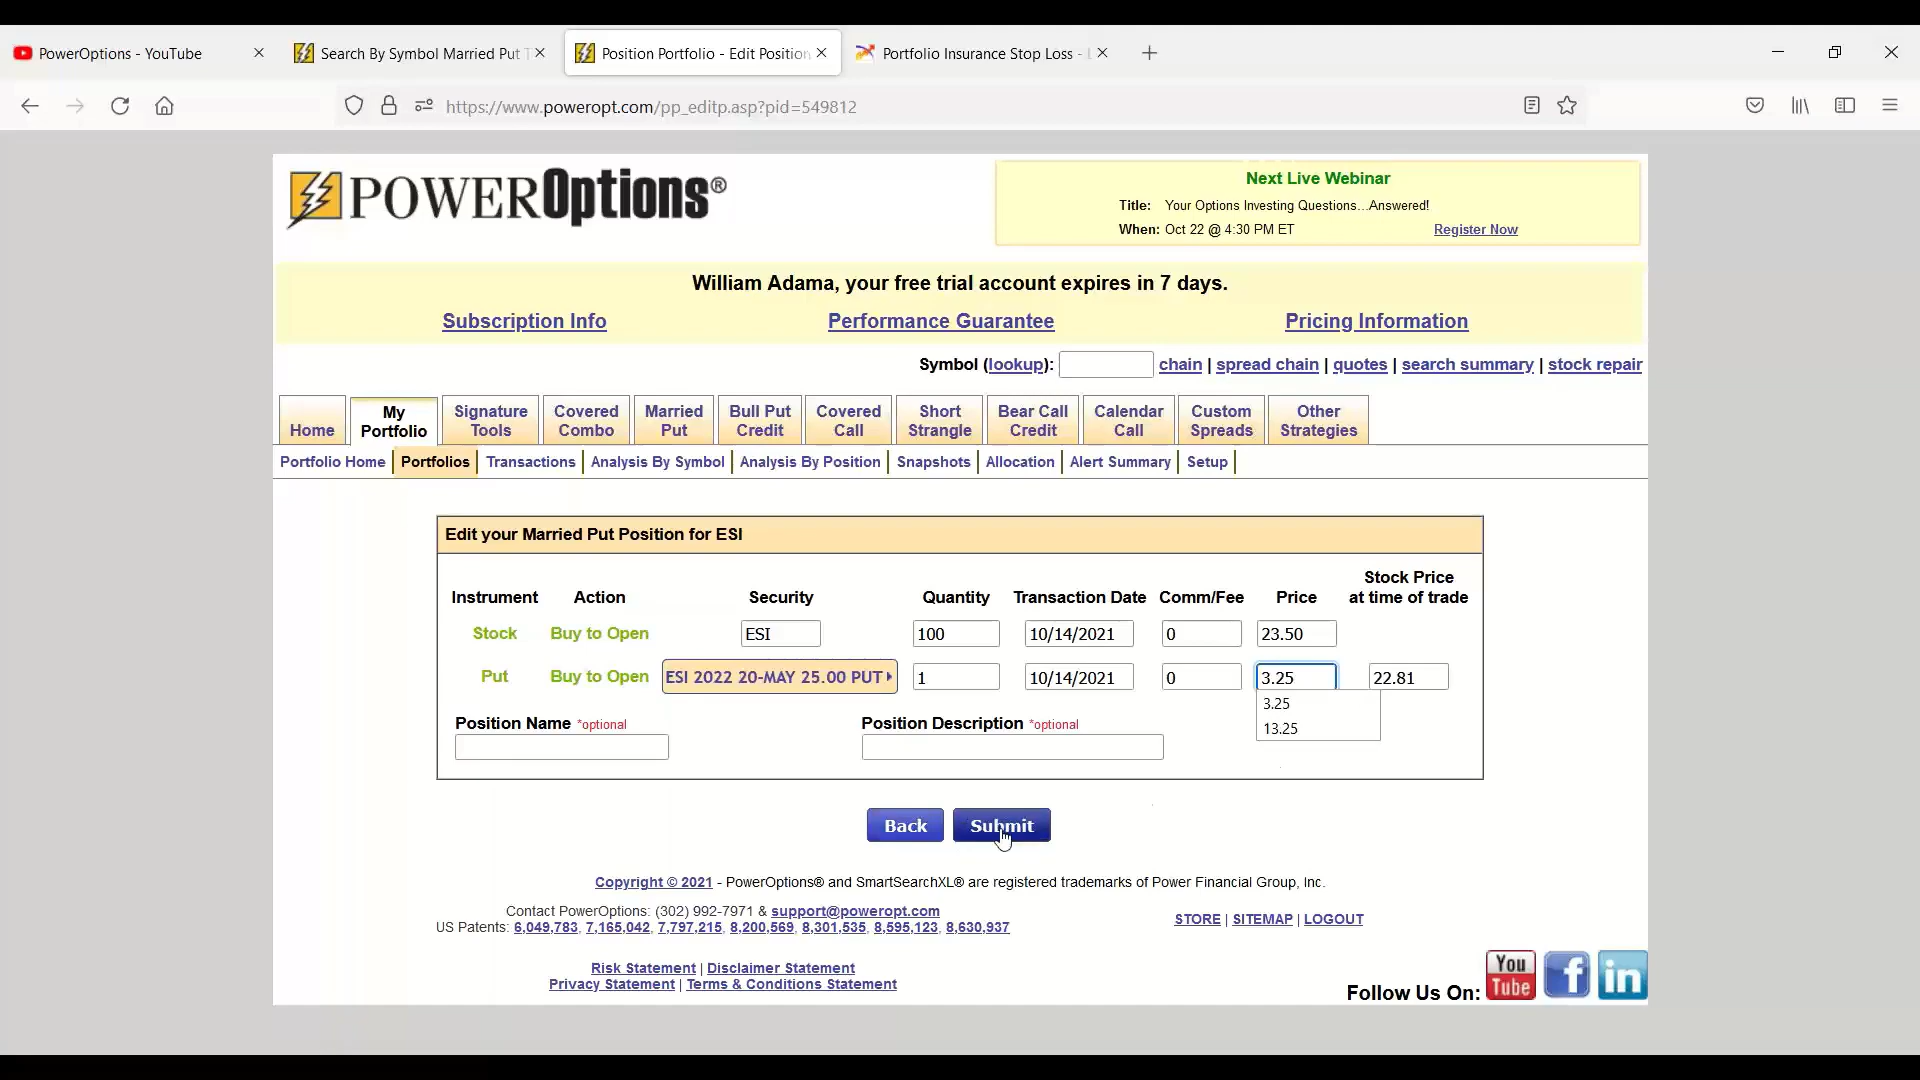 PowerOptions - YouTube
Search By Symbol Married Put
Position Portfolio - Edit Position
Portfolio Insurance Stop Loss -
https://www.poweropt.com/pp_editp.asp?pid=549812
POWEROptions®
Next Live Webinar
Title: Your Options Investing Questions...Answered!
When: Oct 22 @ 4:30 PM ET Register Now
William Adama, your free trial account expires in 7 days.
Subscription Info Performance Guarantee Pricing Information
Symbol (lookup): chain | spread chain | quotes | search summary | stock repair
Home
My Portfolio
Signature Tools
Covered Combo
Married Put
Bull Put Credit
Covered Call
Short Strangle
Bear Call Credit
Calendar Call
Custom Spreads
Other Strategies
Portfolio Home Portfolios Transactions Analysis By Symbol Analysis By Position Snapshots Allocation Alert Summary Setup
Edit your Married Put Position for ESI
Instrument Action Security Quantity Transaction Date Comm/Fee Price Stock Price at time of trade
Stock Buy to Open ESI 100 10/14/2021 0 23.50
Put Buy to Open ESI 2022 20-MAY 25.00 PUT 1 10/14/2021 0 3.25 22.81
3.25
13.25
Position Name *optional Position Description *optional
Back Submit
Copyright © 2021 - PowerOptions® and SmartSearchXL® are registered trademarks of Power Financial Group, Inc.
Contact PowerOptions: (302) 992-7971 & support@poweropt.com
US Patents: 6,049,783, 7,165,042, 7,797,215, 8,200,569, 8,301,535, 8,595,123, 8,630,937
STORE | SITEMAP | LOGOUT
Risk Statement | Disclaimer Statement
Privacy Statement | Terms & Conditions Statement
Follow Us On: You Tube f in